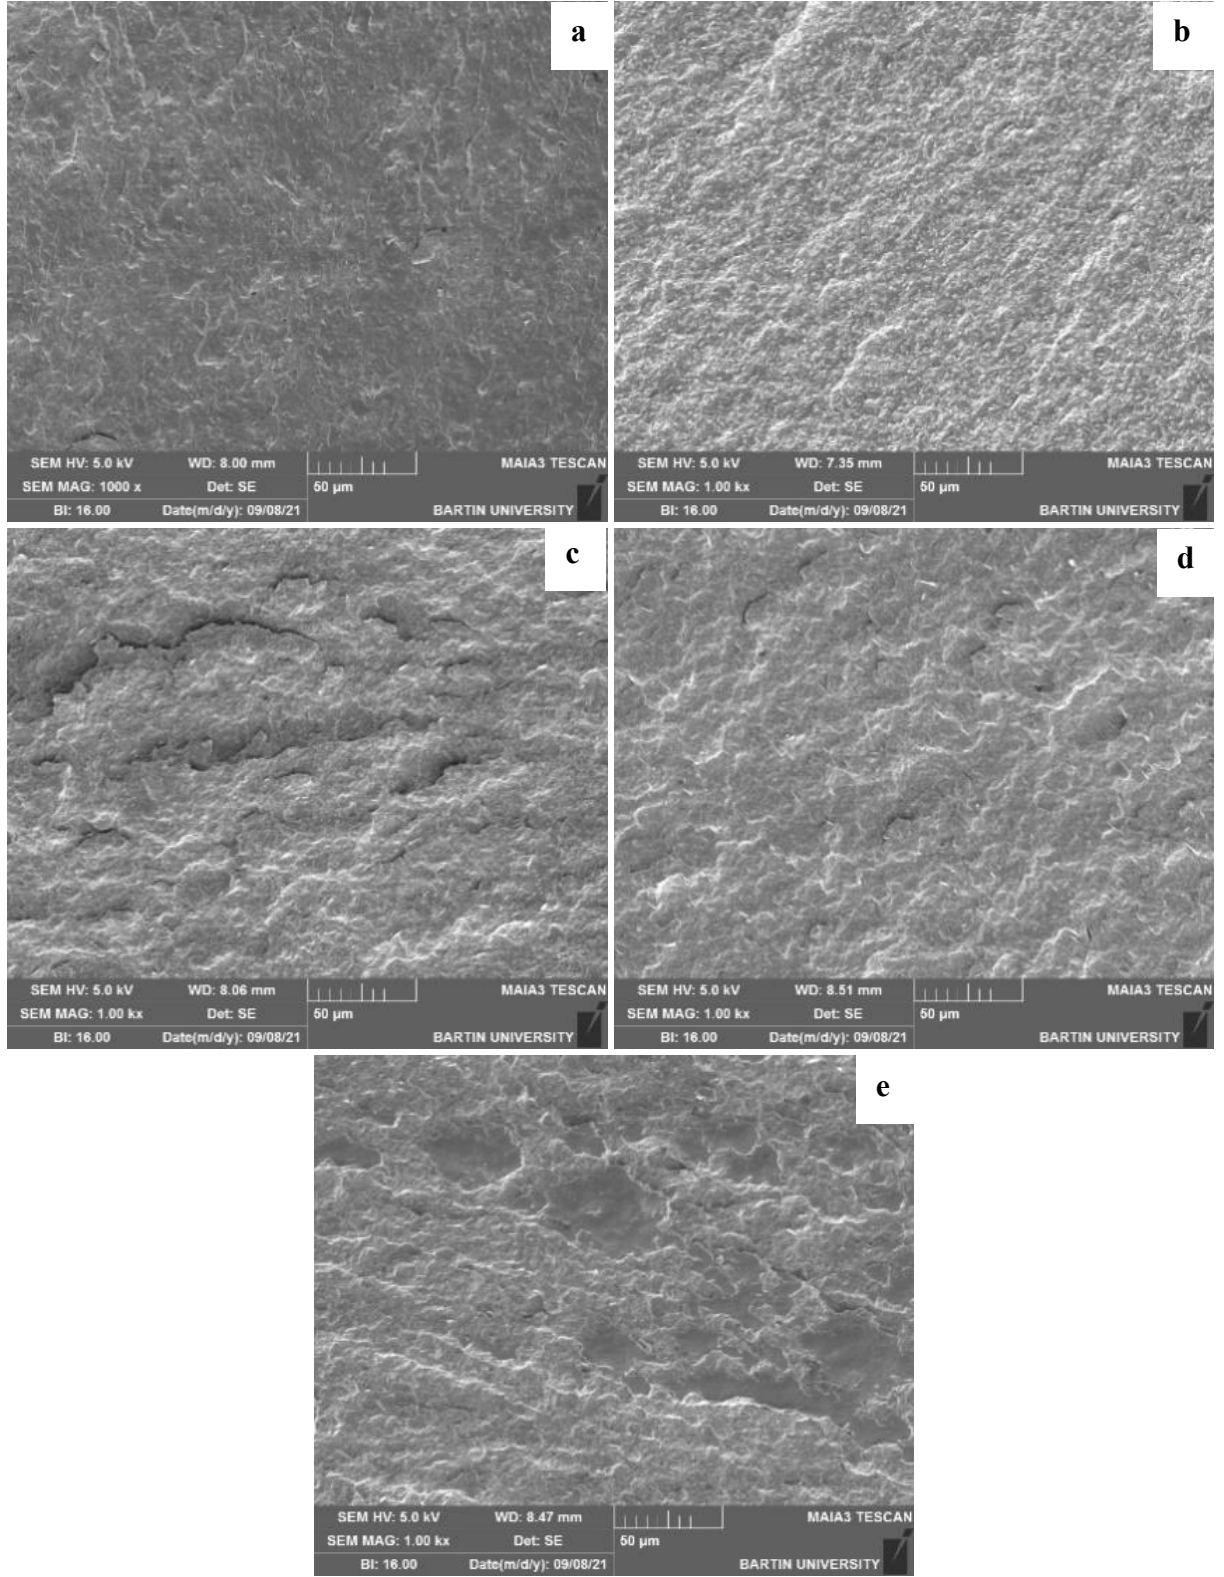 a
SEM HV: 5.0 kV WD: 8.00 mm MAIA3 TESCAN
SEM MAG: 1000 x Det: SE 50 µm
BI: 16.00 Date(m/d/y): 09/08/21 BARTIN UNIVERSITY
b
SEM HV: 5.0 kV WD: 7.35 mm MAIA3 TESCAN
SEM MAG: 1.00 kx Det: SE 50 µm
BI: 16.00 Date(m/d/y): 09/08/21 BARTIN UNIVERSITY
c
SEM HV: 5.0 kV WD: 8.06 mm MAIA3 TESCAN
SEM MAG: 1.00 kx Det: SE 50 µm
BI: 16.00 Date(m/d/y): 09/08/21 BARTIN UNIVERSITY
d
SEM HV: 5.0 kV WD: 8.51 mm MAIA3 TESCAN
SEM MAG: 1.00 kx Det: SE 50 µm
BI: 16.00 Date(m/d/y): 09/08/21 BARTIN UNIVERSITY
e
SEM HV: 5.0 kV WD: 8.47 mm MAIA3 TESCAN
SEM MAG: 1.00 kx Det: SE 50 µm
BI: 16.00 Date(m/d/y): 09/08/21 BARTIN UNIVERSITY